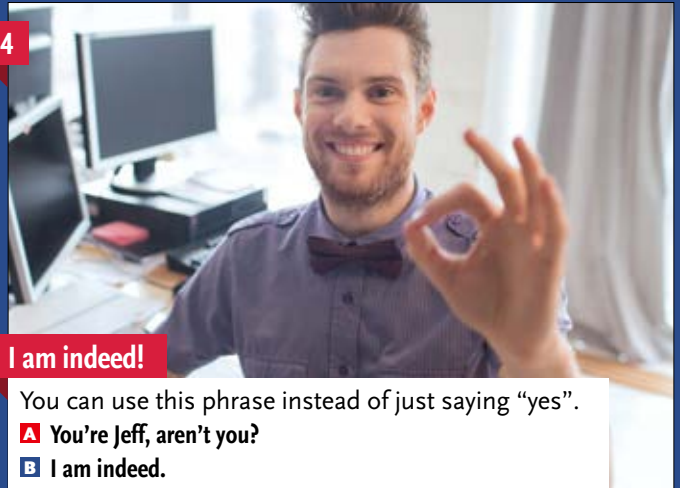 4
I am indeed!
You can use this phrase instead of just saying “yes”.
A You're Jeff, aren't you?
B I am indeed.